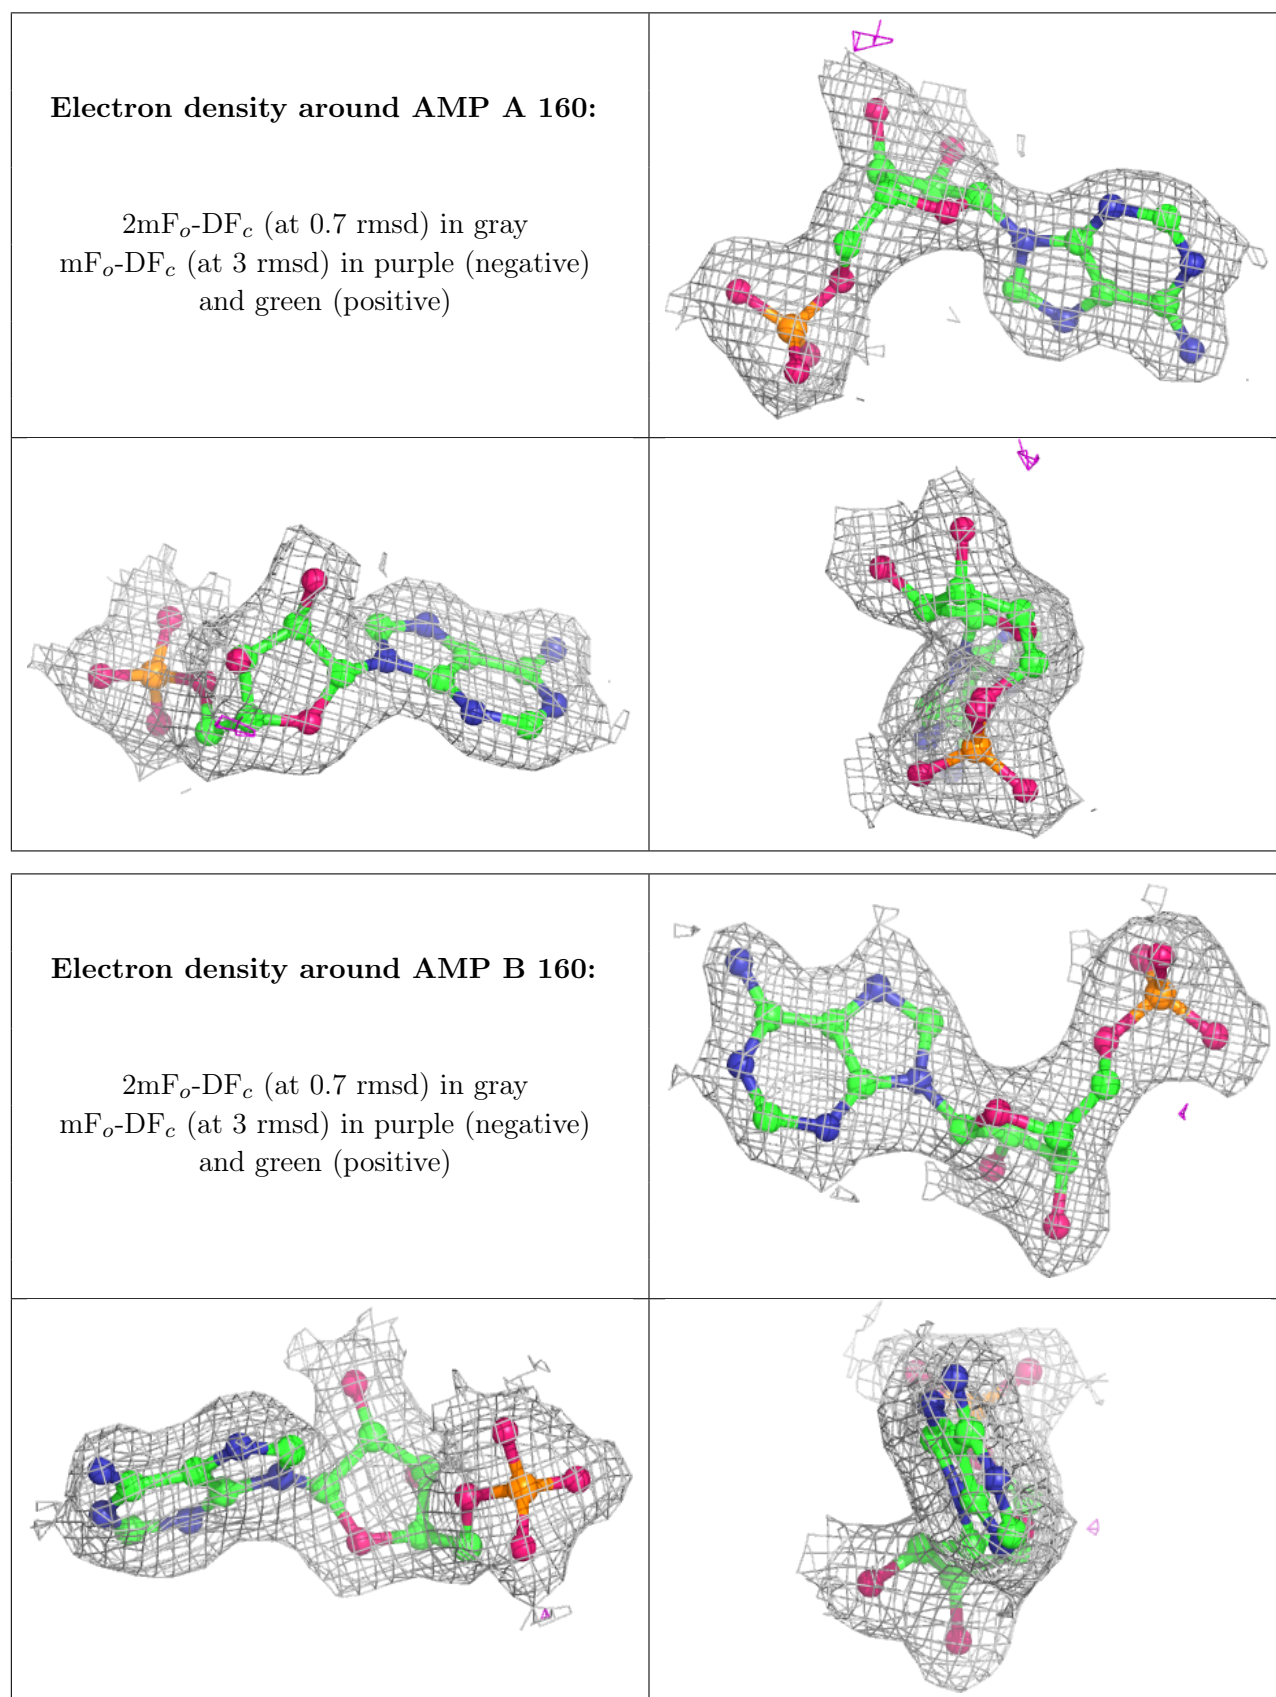 Electron density around AMP A 160:
2mFo-DFc (at 0.7 rmsd) in gray
mFo-DFc (at 3 rmsd) in purple (negative)
and green (positive)
Electron density around AMP B 160:
2mFo-DFc (at 0.7 rmsd) in gray
mFo-DFc (at 3 rmsd) in purple (negative)
and green (positive)